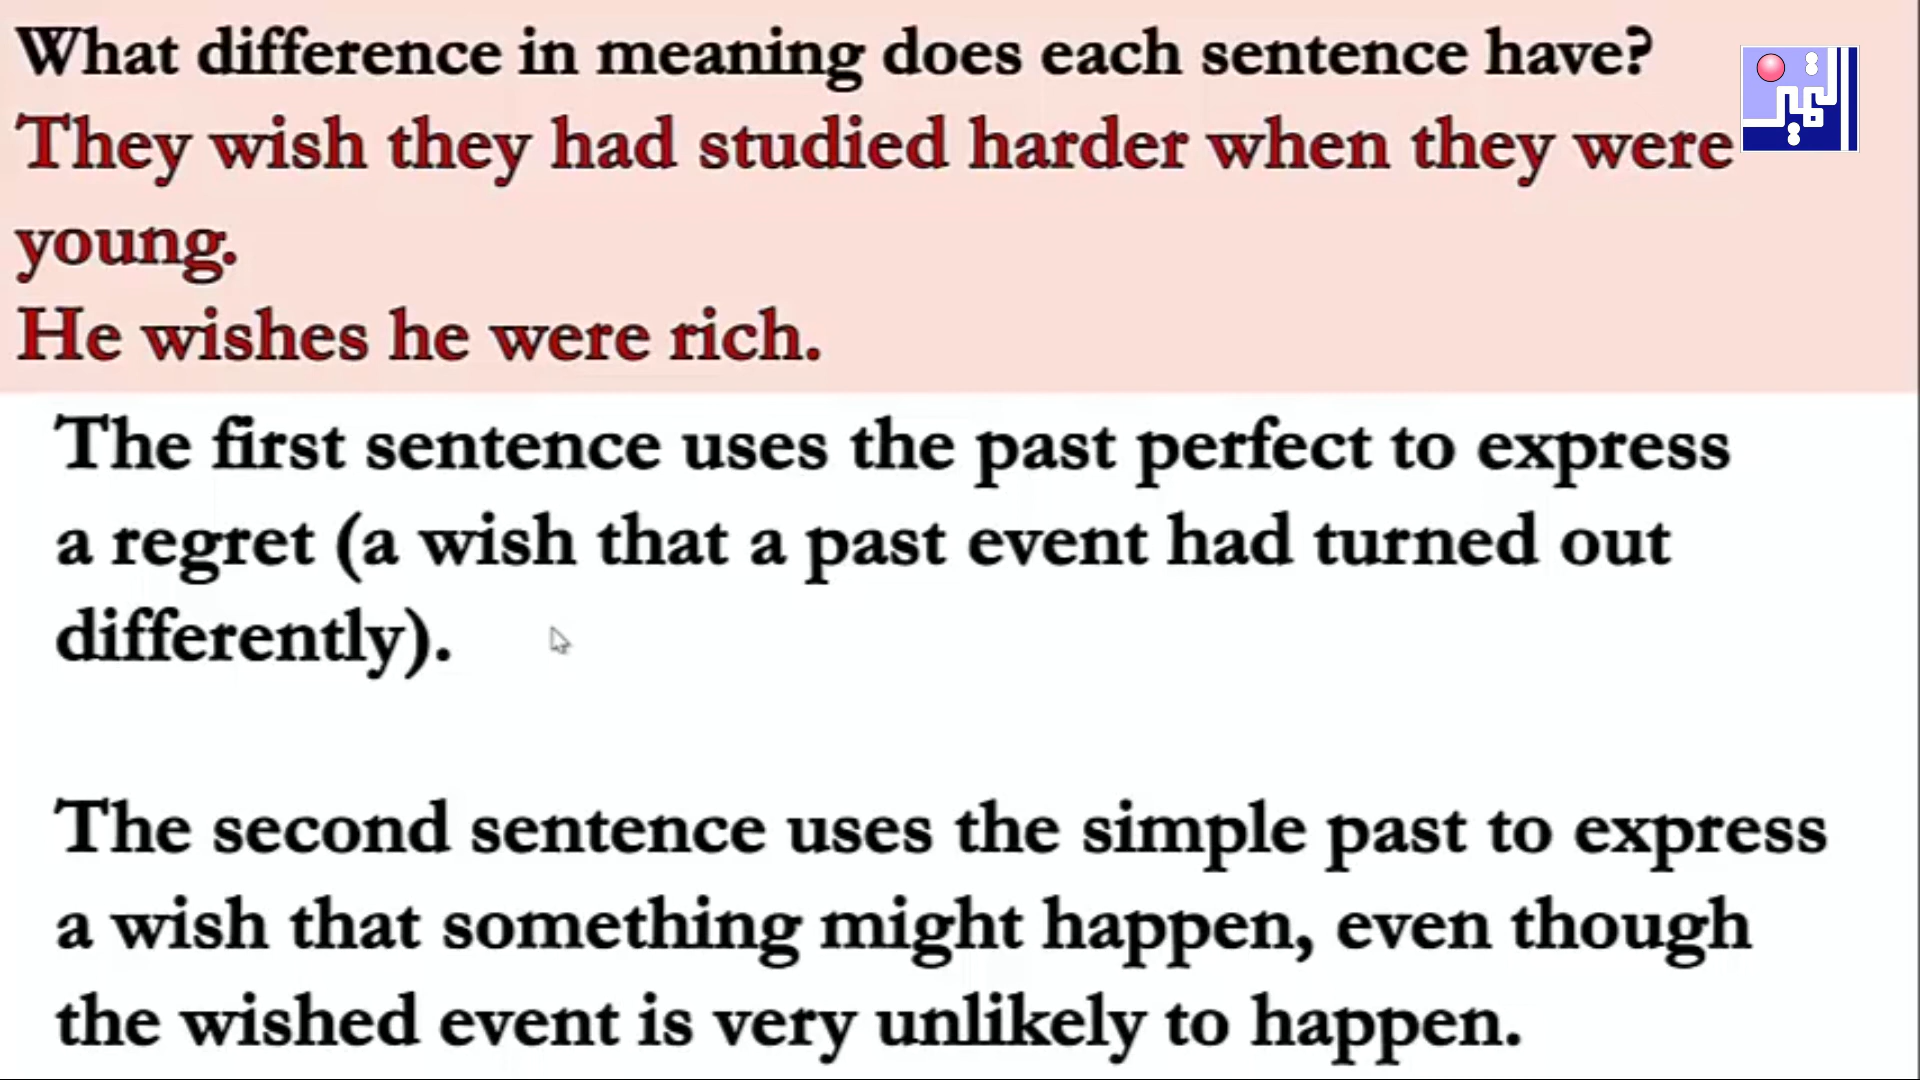 What difference in meaning does each sentence have?
They wish they had studied harder when they were
young.
He wishes he were rich.
The first sentence uses the past perfect to express
a regret (a wish that a past event had turned out
differently).
The second sentence uses the simple past to express
a wish that something might happen, even though
the wished event is very unlikely to happen.